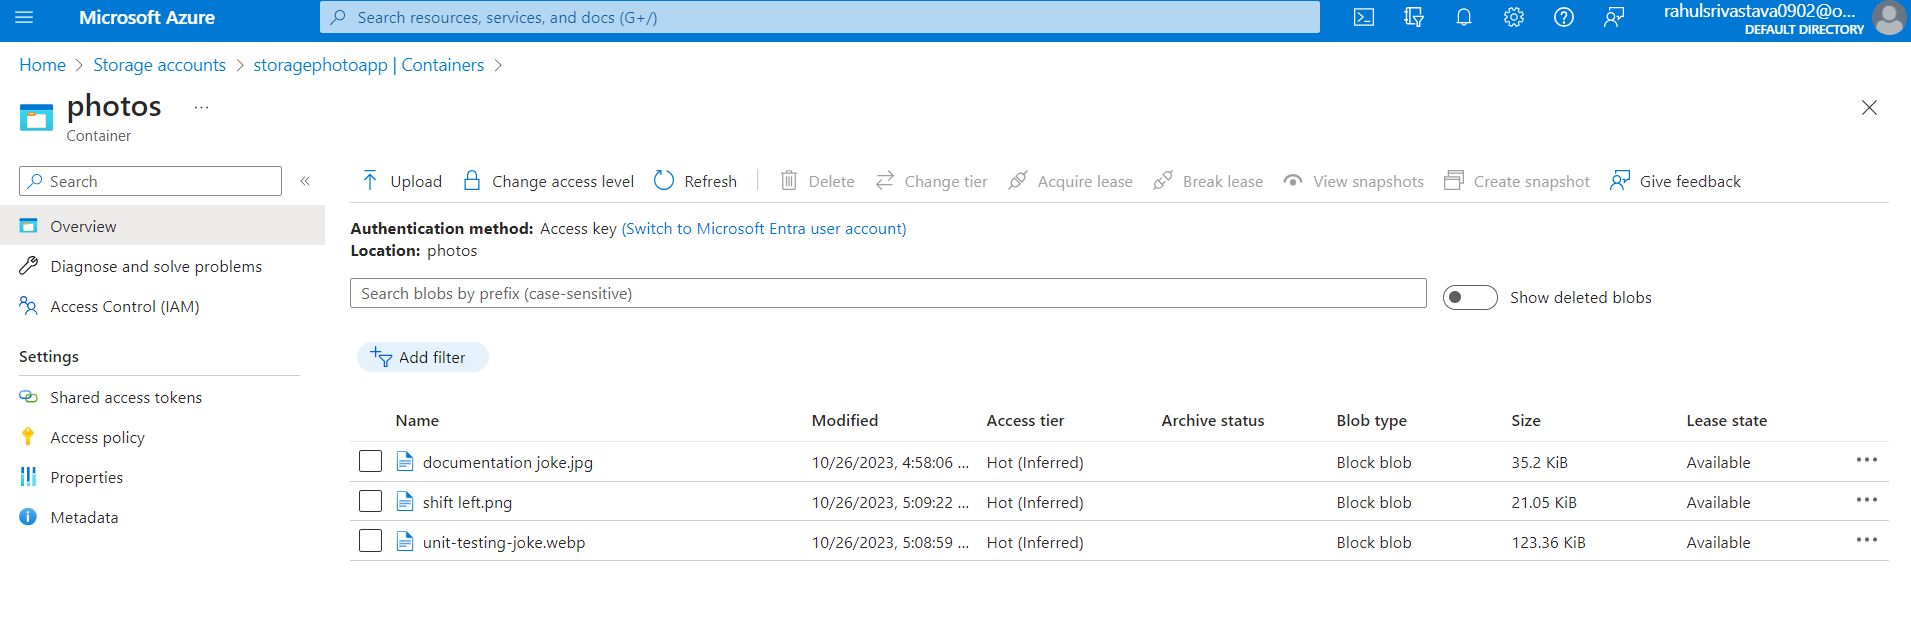 Microsoft Azure
Search resources, services, and docs (G+/)
rahulsrivastava0902@o...
DEFAULT DIRECTORY
Home > Storage accounts > storagephotoapp | Containers >
photos ...
Container
Search «
Upload Change access level Refresh Delete Change tier Acquire lease Break lease View snapshots Create snapshot Give feedback
Overview
Diagnose and solve problems
Access Control (IAM)
Settings
Shared access tokens
Access policy
Properties
Metadata
Authentication method: Access key (Switch to Microsoft Entra user account)
Location: photos
Search blobs by prefix (case-sensitive)
Show deleted blobs
Add filter
Name Modified Access tier Archive status Blob type Size Lease state
documentation joke.jpg 10/26/2023, 4:58:06 ... Hot (Inferred) Block blob 35.2 KiB Available ...
shift left.png 10/26/2023, 5:09:22 ... Hot (Inferred) Block blob 21.05 KiB Available ...
unit-testing-joke.webp 10/26/2023, 5:08:59 ... Hot (Inferred) Block blob 123.36 KiB Available ...